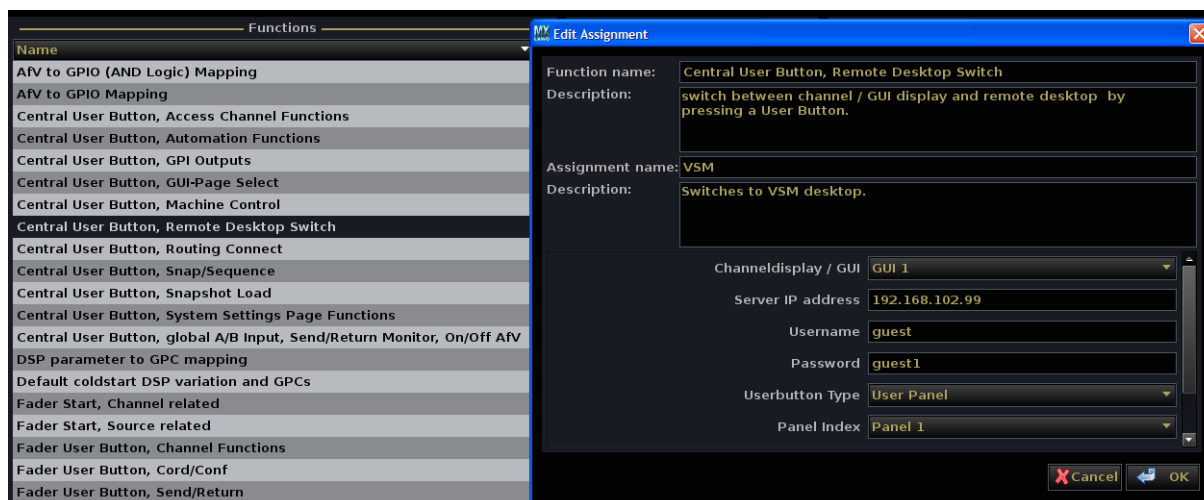 Functions
Name
AfV to GPIO (AND Logic) Mapping
AfV to GPIO Mapping
Central User Button, Access Channel Functions
Central User Button, Automation Functions
Central User Button, GPI Outputs
Central User Button, GUI-Page Select
Central User Button, Machine Control
Central User Button, Remote Desktop Switch
Central User Button, Routing Connect
Central User Button, Snap/Sequence
Central User Button, Snapshot Load
Central User Button, System Settings Page Functions
Central User Button, global A/B Input, Send/Return Monitor, On/Off AfV
DSP parameter to GPC mapping
Default coldstart DSP variation and GPCs
Fader Start, Channel related
Fader Start, Source related
Fader User Button, Channel Functions
Fader User Button, Cord/Conf
Fader User Button, Send/Return
MX LAWO Edit Assignment
Function name: Central User Button, Remote Desktop Switch
Description: switch between channel / GUI display and remote desktop by
pressing a User Button.
Assignment name: VSM
Description: Switches to VSM desktop.
Channeldisplay / GUI GUI 1
Server IP address 192.168.102.99
Username guest
Password guest1
Userbutton Type User Panel
Panel Index Panel 1
Cancel OK